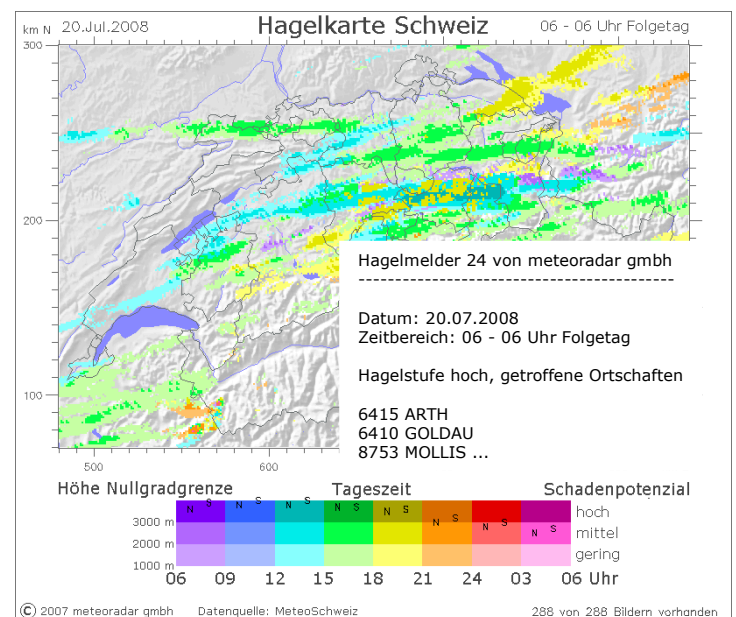 km N 20.Jul.2008 Hagelkarte Schweiz 06 - 06 Uhr Folgetag
300
200
100
500 600
Hagelmelder 24 von meteoradar gmbh
-------------------------------------------
Datum: 20.07.2008
Zeitbereich: 06 - 06 Uhr Folgetag
Hagelstufe hoch, getroffene Ortschaften
6415 ARTH
6410 GOLDAU
8753 MOLLIS ...
Höhe Nullgradgrenze Tageszeit Schadenpotenzial
N S N S N S N S N S N S N S N S
3000 m hoch
2000 m mittel
1000 m gering
06 09 12 15 18 21 24 03 06 Uhr
© 2007 meteoradar gmbh Datenquelle: MeteoSchweiz 288 von 288 Bildern vorhanden